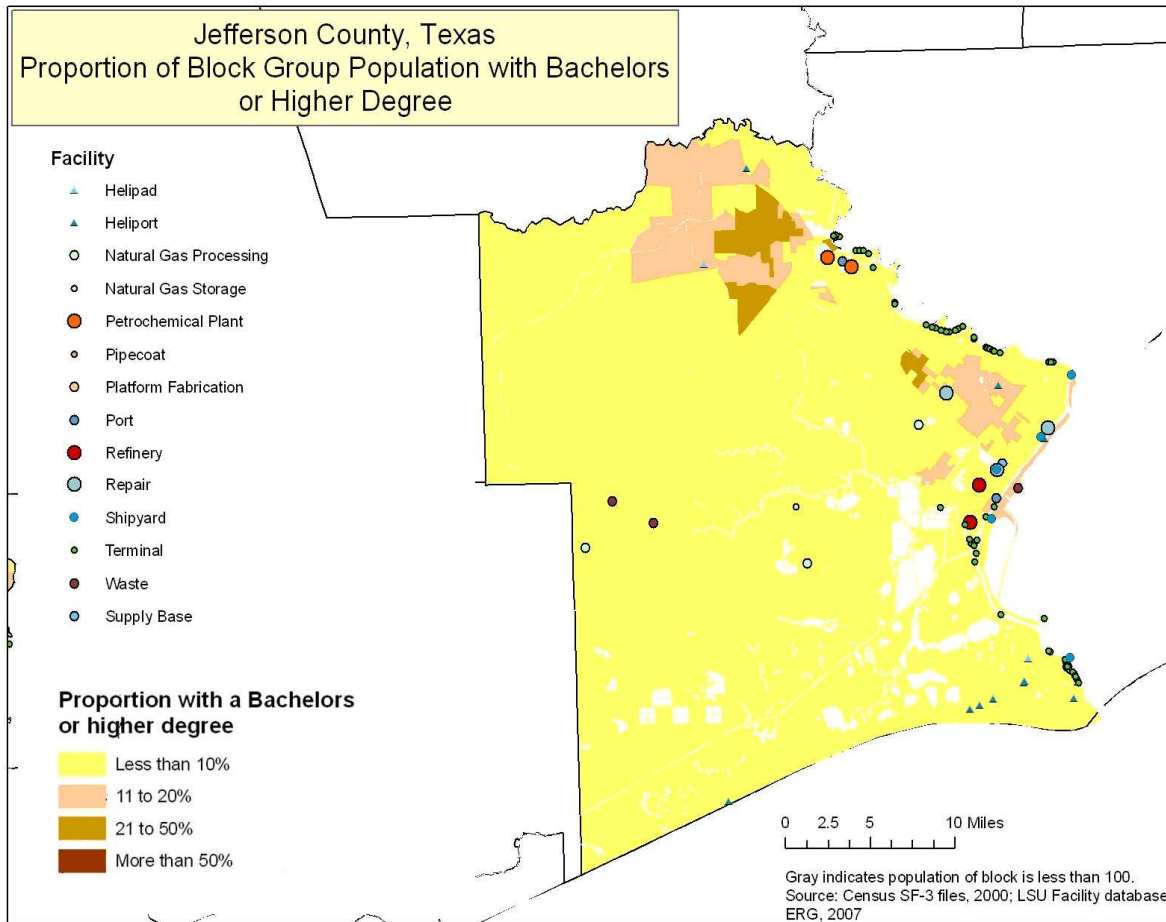 Jefferson County, Texas
Proportion of Block Group Population with Bachelors
or Higher Degree
Facility
Helipad
Heliport
Natural Gas Processing
Natural Gas Storage
Petrochemical Plant
Pipecoat
Platform Fabrication
Port
Refinery
Repair
Shipyard
Terminal
Waste
Supply Base
Proportion with a Bachelors
or higher degree
Less than 10%
11 to 20%
21 to 50%
More than 50%
0 2.5 5 10 Miles
Gray indicates population of block is less than 100.
Source: Census SF-3 files, 2000; LSU Facility database
ERG, 2007